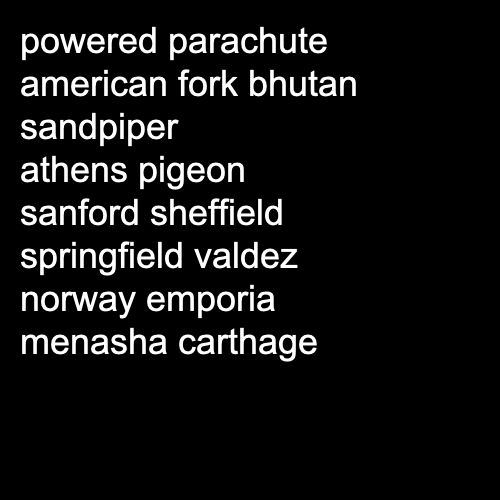 powered parachute
american fork bhutan
sandpiper
athens pigeon
sanford sheffield
springfield valdez
norway emporia
menasha carthage